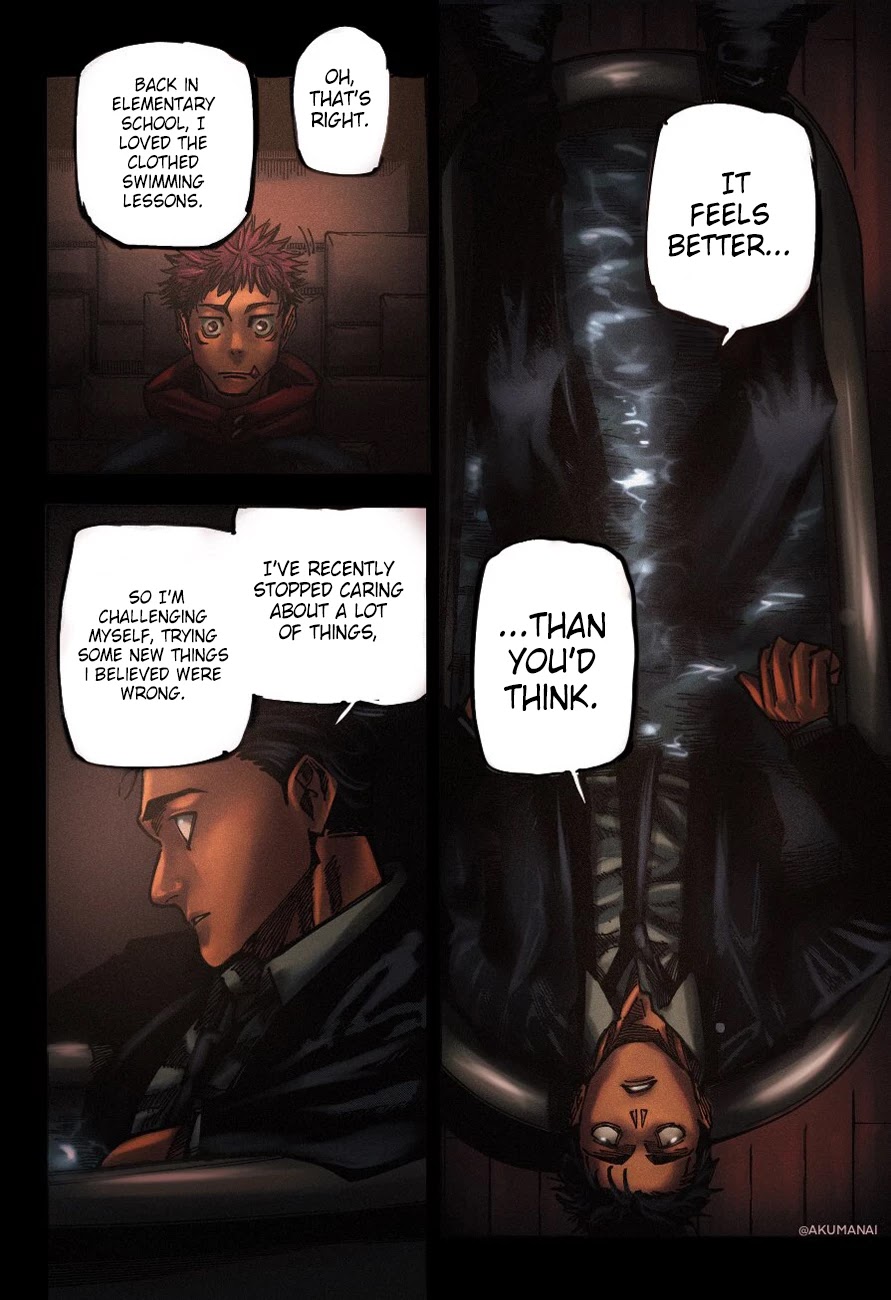 IT
FEELS
BETTER...
...THAN
YOU'D
THINK.
OH,
THAT'S
RIGHT.
BACK IN
ELEMENTARY
SCHOOL, I
LOVED THE
CLOTHED
SWIMMING
LESSONS.
I'VE RECENTLY
STOPPED CARING
ABOUT A LOT
OF THINGS,
SO I'M
CHALLENGING
MYSELF, TRYING
SOME NEW THINGS
I BELIEVED WERE
WRONG.
@AKUMANAI